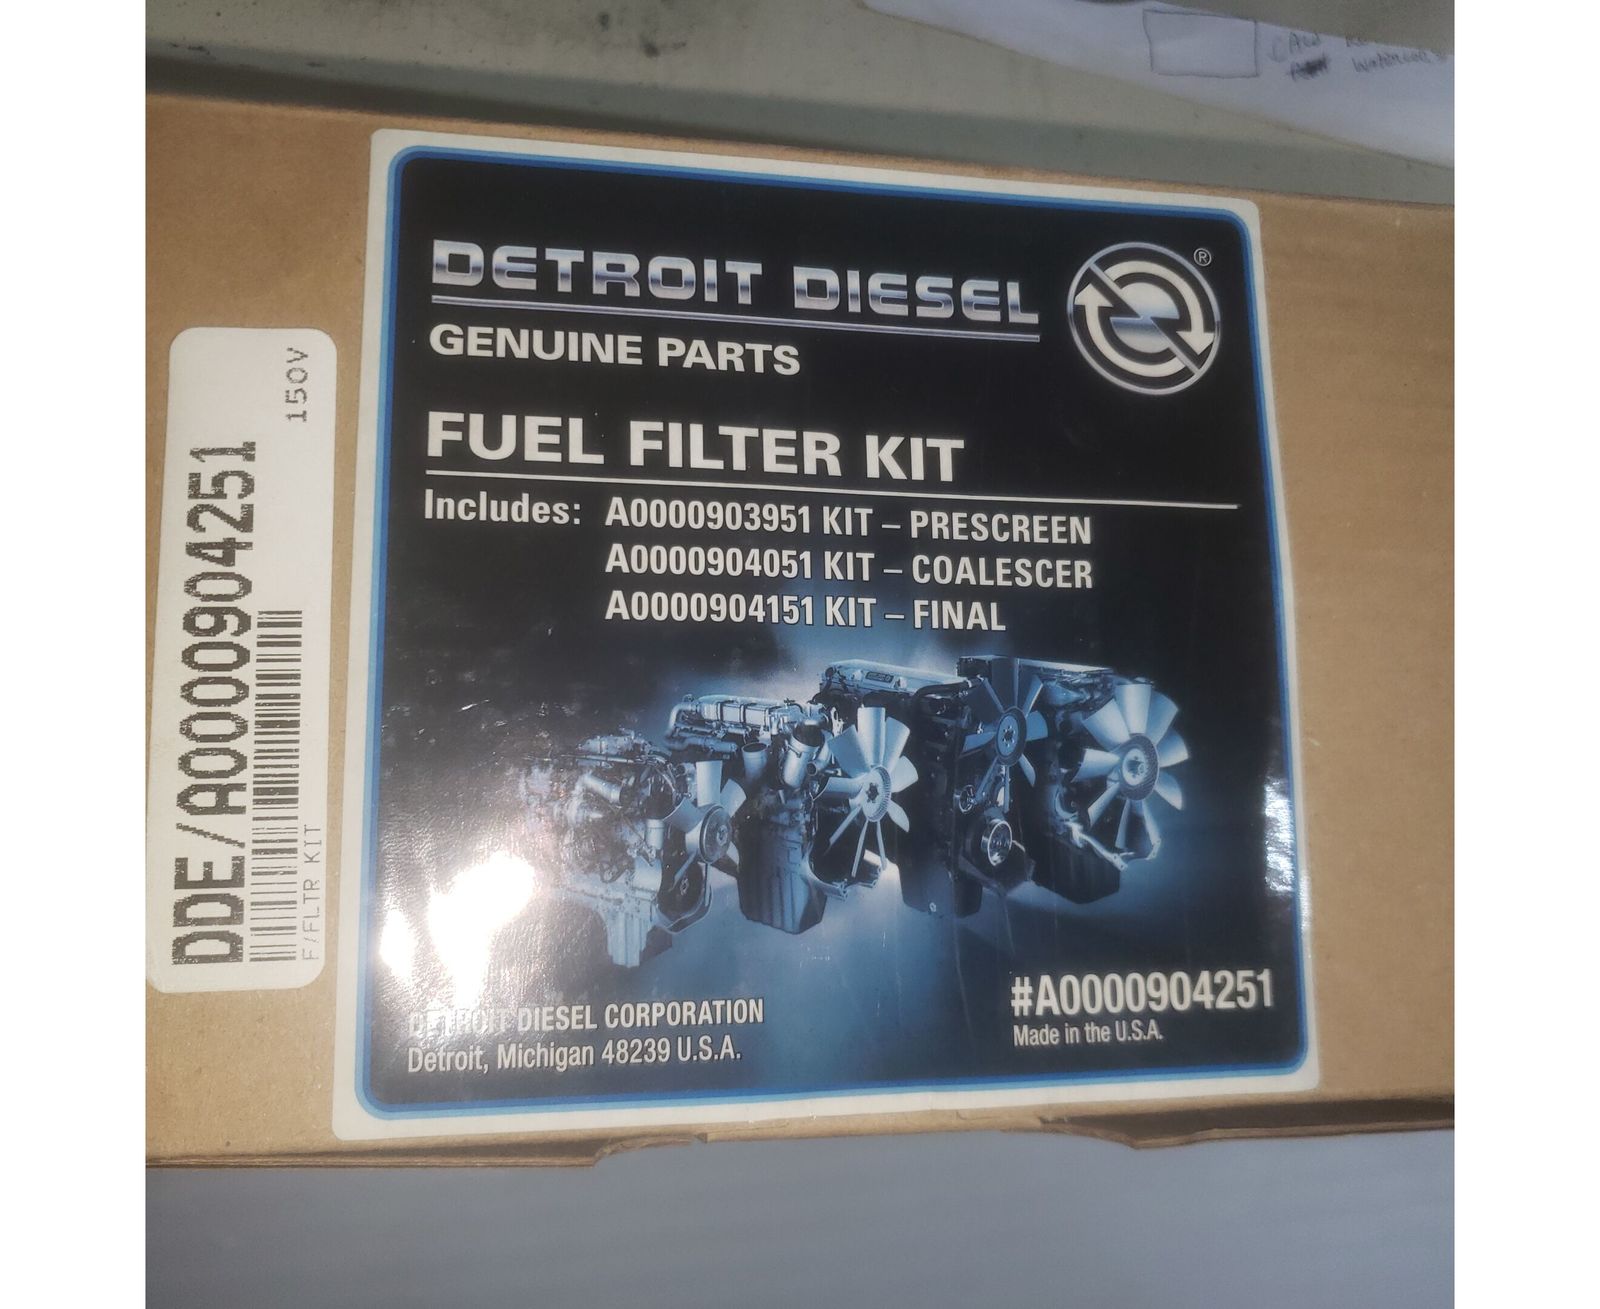 DETROIT DIESEL
®
GENUINE PARTS
FUEL FILTER KIT
Includes: A0000903951 KIT – PRESCREEN
A0000904051 KIT – COALESCER
A0000904151 KIT – FINAL
DETROIT DIESEL CORPORATION
Detroit, Michigan 48239 U.S.A.
#A0000904251
Made in the U.S.A.
DDE/A0000904251
150V
F/FLTR KIT